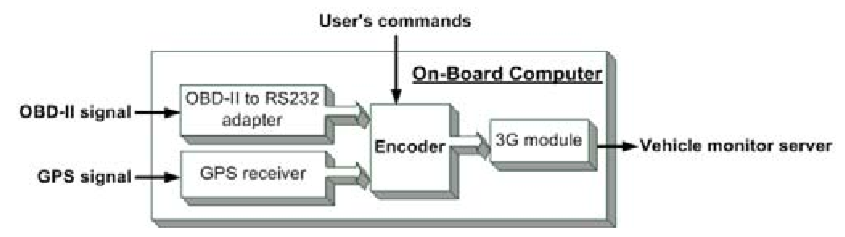 User's commands
On-Board Computer
OBD-II signal
OBD-II to RS232
adapter
Encoder
3G module
Vehicle monitor server
GPS signal
GPS receiver